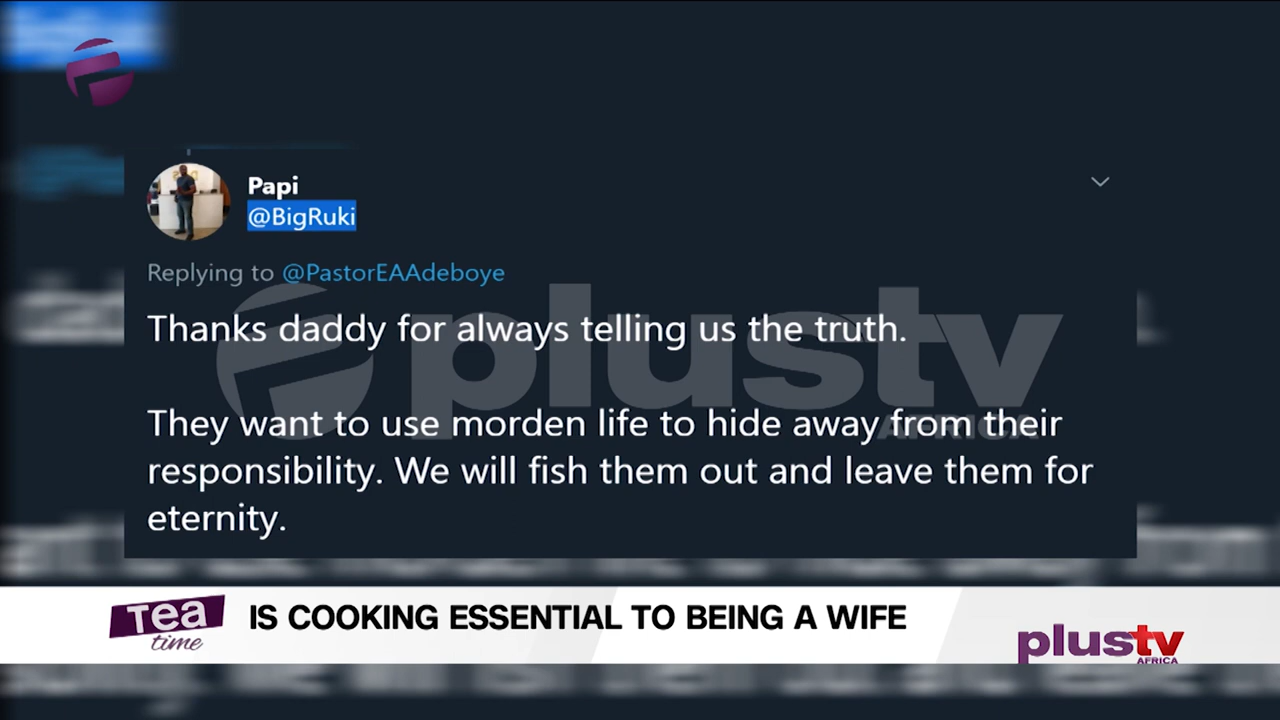 Papi
@BigRuki
Replying to @PastorEAAdeboye
Thanks daddy for always telling us the truth.
They want to use morden life to hide away from their
responsibility. We will fish them out and leave them for
eternity.
plustv
AFRICA
Tea
time
IS COOKING ESSENTIAL TO BEING A WIFE
plustv
AFRICA